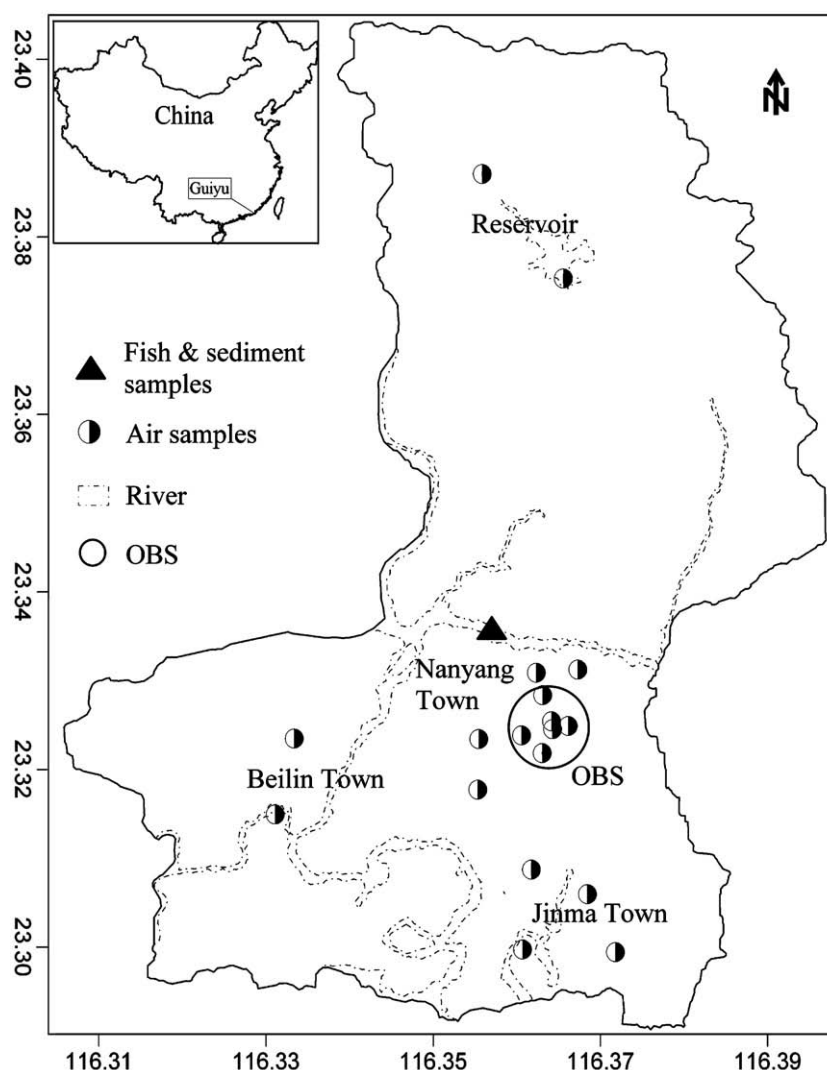 23.40
23.38
23.36
23.34
23.32
23.30
China
Guiyu
N
Reservoir
Fish & sediment
samples
Air samples
River
OBS
Nanyang
Town
OBS
Beilin Town
Jinma Town
116.31
116.33
116.35
116.37
116.39